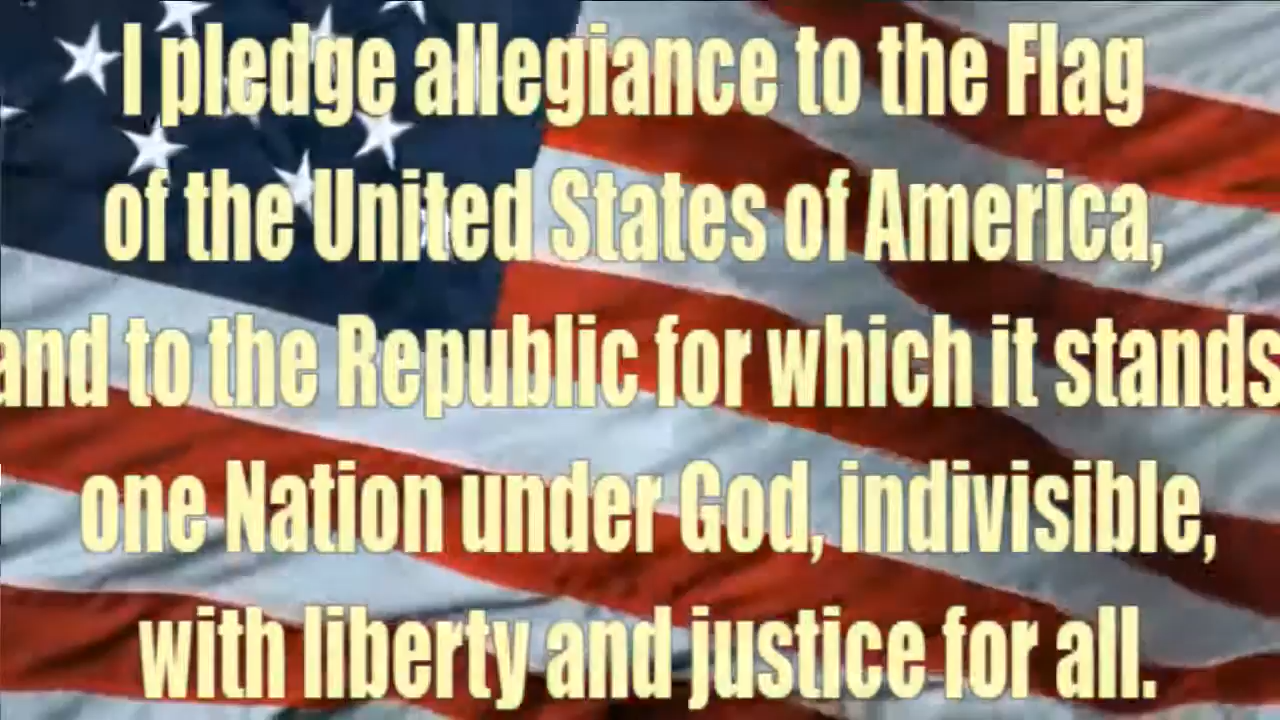 I pledge allegiance to the Flag
of the United States of America,
and to the Republic for which it stands
one Nation under God, indivisible,
with liberty and justice for all.